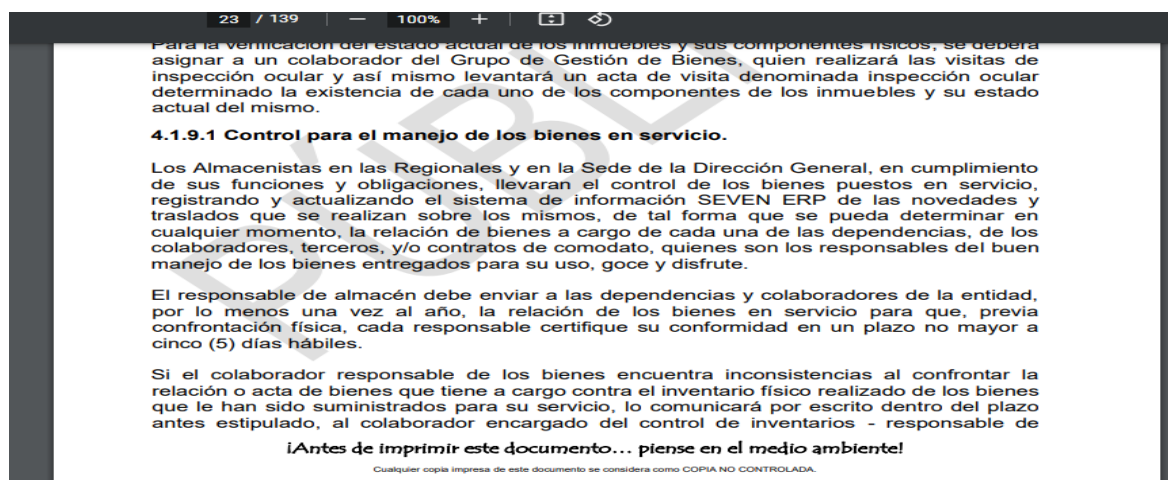 23 / 139
100%
Para la verificación del estado actual de los inmuebles y sus componentes físicos, se deberá
asignar a un colaborador del Grupo de Gestión de Bienes, quien realizará las visitas de
inspección ocular y así mismo levantará un acta de visita denominada inspección ocular
determinado la existencia de cada uno de los componentes de los inmuebles y su estado
actual del mismo.
4.1.9.1 Control para el manejo de los bienes en servicio.
Los Almacenistas en las Regionales y en la Sede de la Dirección General, en cumplimiento
de sus funciones y obligaciones, llevaran el control de los bienes puestos en servicio,
registrando y actualizando el sistema de información SEVEN ERP de las novedades y
traslados que se realizan sobre los mismos, de tal forma que se pueda determinar en
cualquier momento, la relación de bienes a cargo de cada una de las dependencias, de los
colaboradores, terceros, y/o contratos de comodato, quienes son los responsables del buen
manejo de los bienes entregados para su uso, goce y disfrute.
El responsable de almacén debe enviar a las dependencias y colaboradores de la entidad,
por lo menos una vez al año, la relación de los bienes en servicio para que, previa
confrontación física, cada responsable certifique su conformidad en un plazo no mayor a
cinco (5) días hábiles.
Si el colaborador responsable de los bienes encuentra inconsistencias al confrontar la
relación o acta de bienes que tiene a cargo contra el inventario físico realizado de los bienes
que le han sido suministrados para su servicio, lo comunicará por escrito dentro del plazo
antes estipulado, al colaborador encargado del control de inventarios - responsable de
¡Antes de imprimir este documento… piense en el medio ambiente!
Cualquier copia impresa de este documento se considera como COPIA NO CONTROLADA.
PÚBL